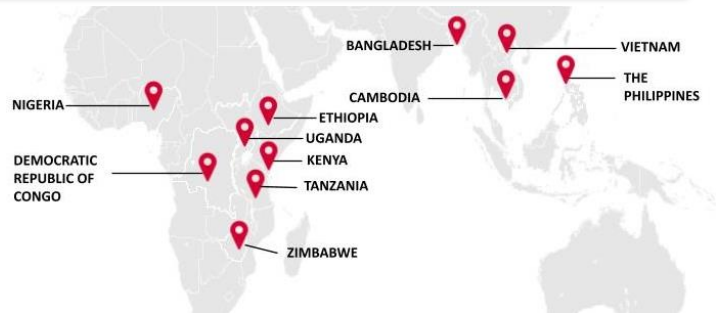 BANGLADESH
VIETNAM
CAMBODIA
THE
PHILIPPINES
NIGERIA
ETHIOPIA
UGANDA
DEMOCRATIC
REPUBLIC OF
CONGO
KENYA
TANZANIA
ZIMBABWE